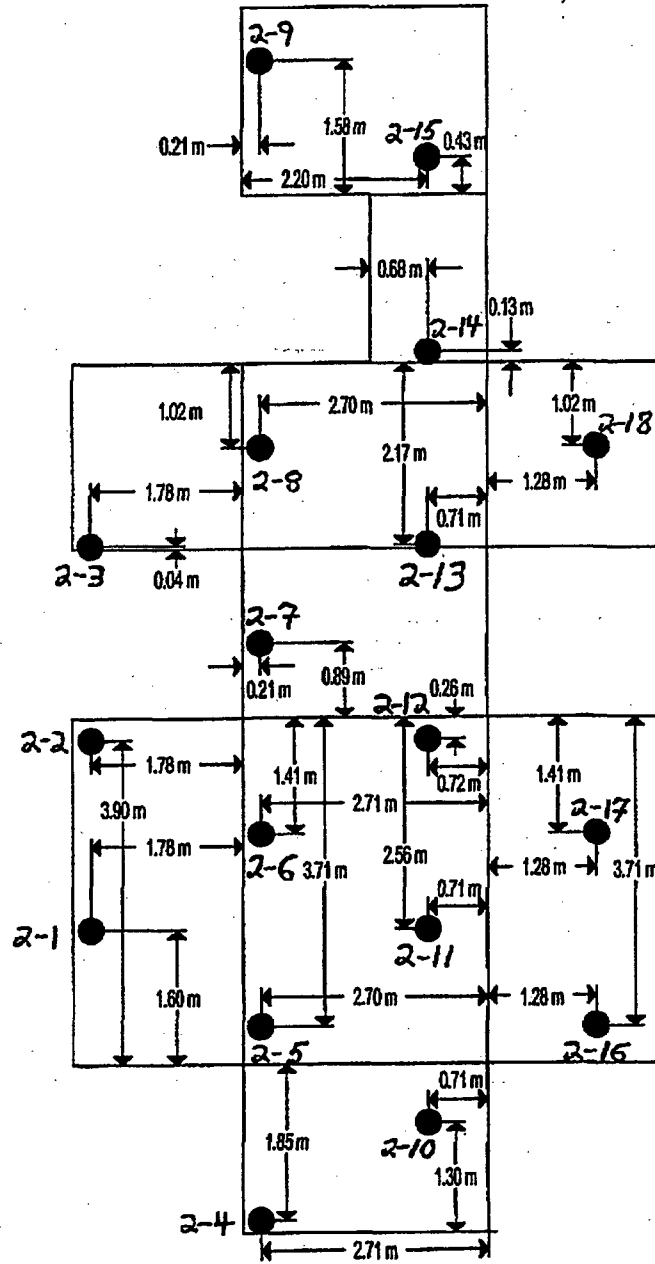 2-9
1.58 m
0.21 m
2-15
0.43 m
2.20 m
0.68 m
0.13 m
2-14
1.02 m
2.70 m
1.02 m
2-18
2-8
2.17 m
1.78 m
1.28 m
0.71 m
2-3
0.04 m
2-13
2-7
0.21 m
0.89 m
2-12
0.26 m
2-2
1.78 m
1.41 m
0.72 m
1.41 m
3.90 m
2.71 m
2-17
1.78 m
2-6
3.71 m
2.56 m
1.28 m
3.71 m
0.71 m
2-1
2-11
1.60 m
2.70 m
1.28 m
2-5
2-16
0.71 m
1.85 m
2-10
1.30 m
2-4
2.71 m